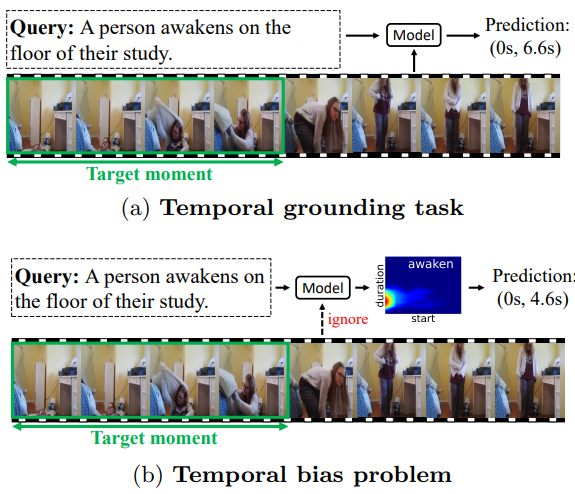 Query: A person awakens on the
floor of their study.
Model
Prediction:
(0s, 6.6s)
Target moment
(a) Temporal grounding task
Query: A person awakens on
the floor of their study.
Model
ignore
awaken
duration
start
Prediction:
(0s, 4.6s)
Target moment
(b) Temporal bias problem